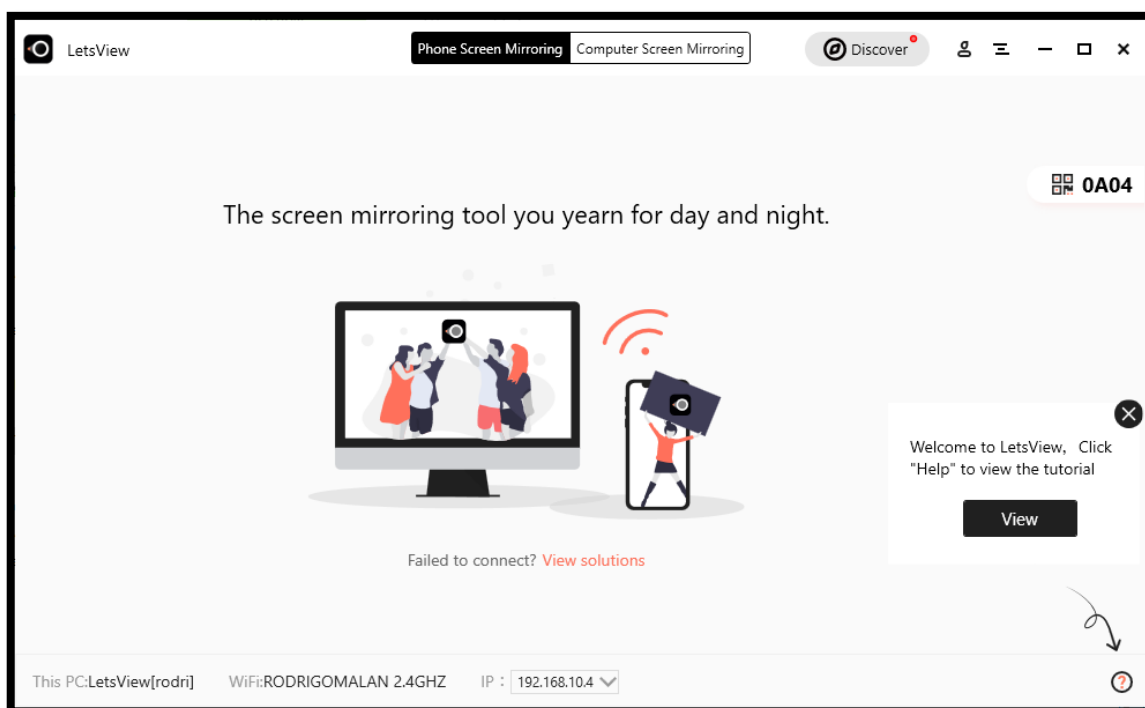 LetsView
Phone Screen Mirroring Computer Screen Mirroring
Discover
0A04
The screen mirroring tool you yearn for day and night.
Welcome to LetsView, Click
"Help" to view the tutorial
View
Failed to connect? View solutions
This PC:LetsView[rodri] WiFi:RODRIGOMALAN 2.4GHZ IP : 192.168.10.4
?